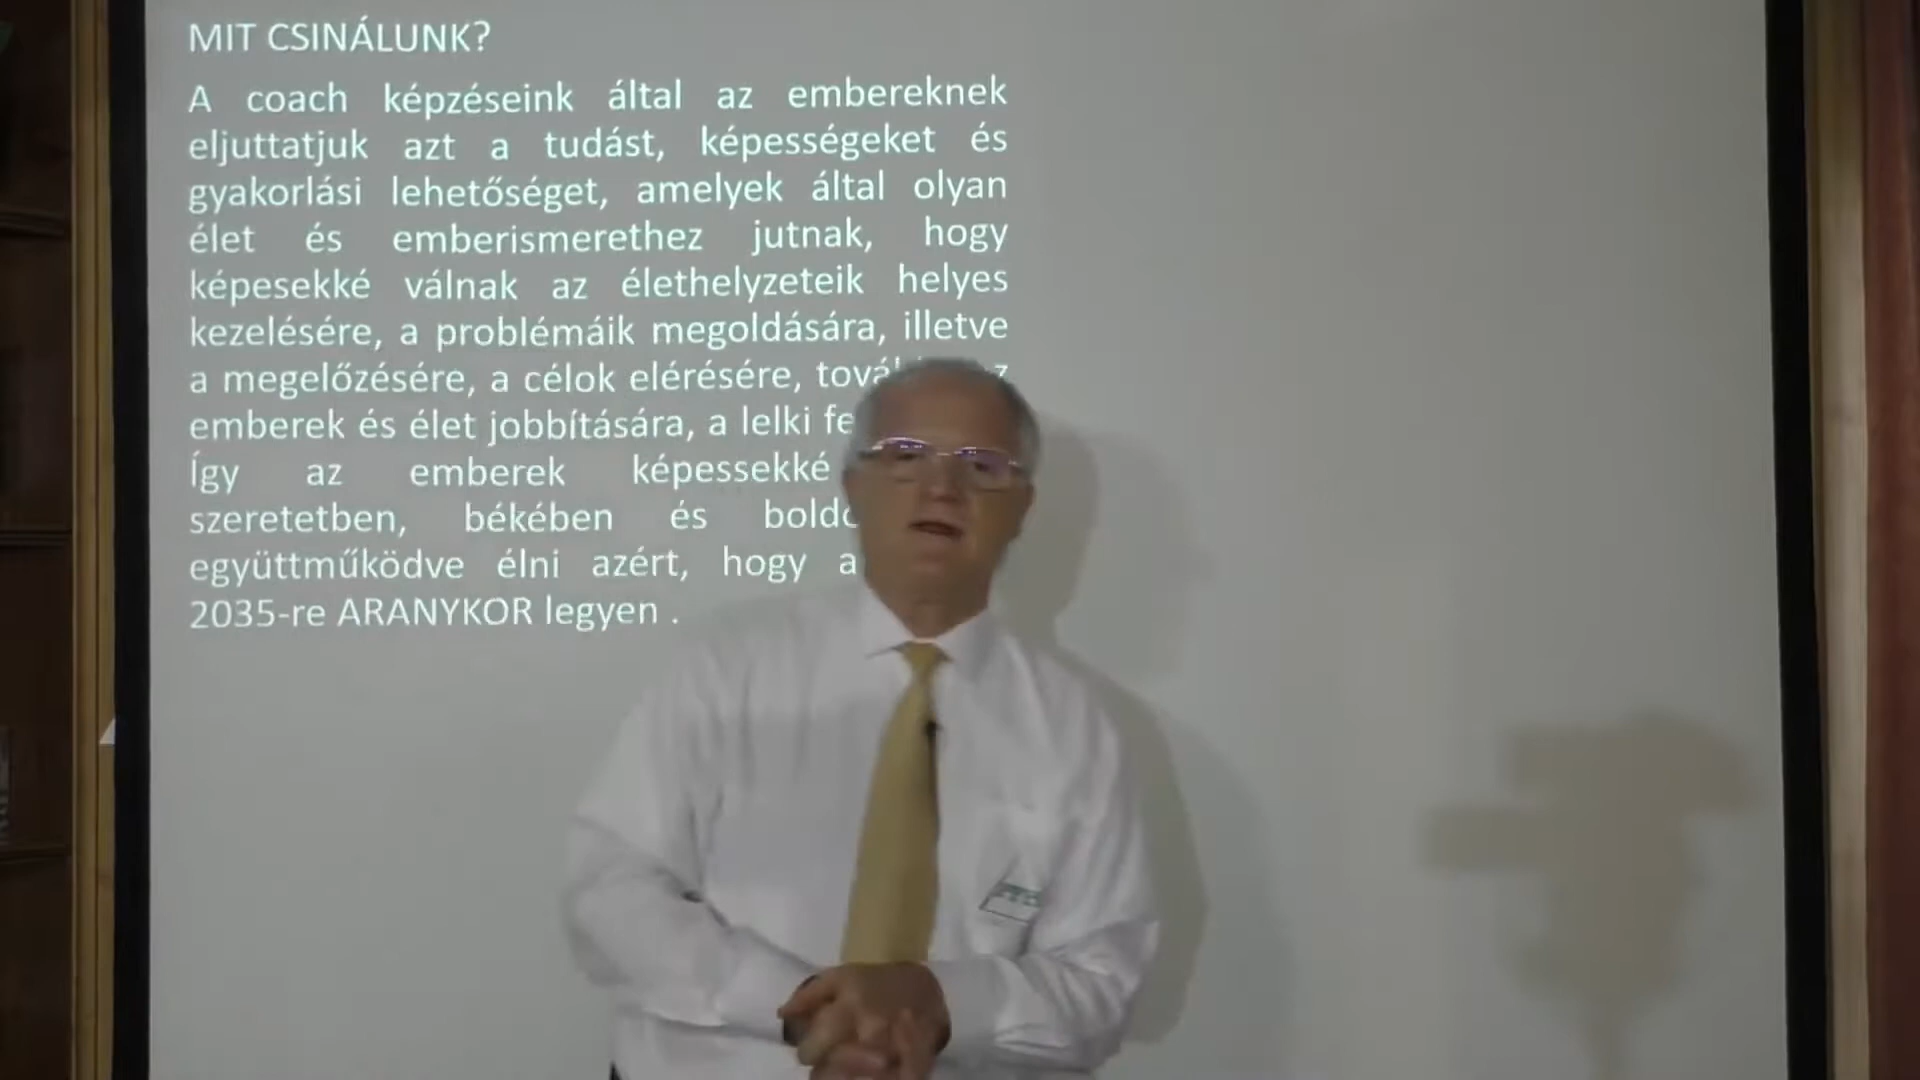 MIT CSINÁLUNK?
A coach képzéseink által az embereknek
eljuttatjuk azt a tudást, képességeket és
gyakorlási lehetőséget, amelyek által olyan
élet és emberismerethez jutnak, hogy
képesekké válnak az élethelyzeteik helyes
kezelésére, a problémáik megoldására, illetve
a megelőzésére, a célok elérésére,
emberek és élet jobbítására, a lelki
Így az emberek képessekké
szeretetben, békében és
együttműködve élni azért, hogy a
2035-re ARANYKOR legyen .